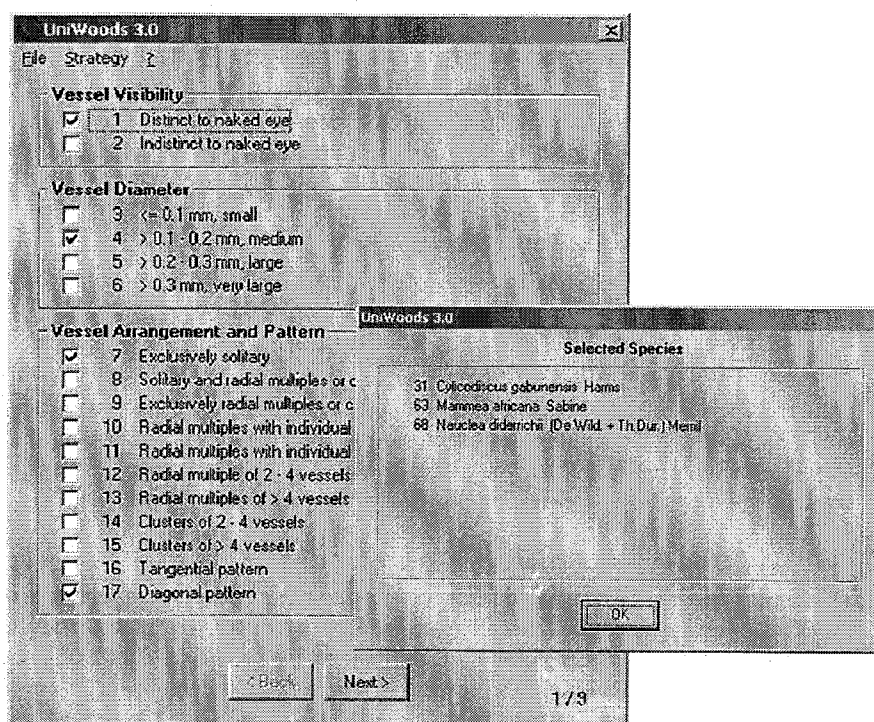 UniWoods 3.0
File Strategy ?
Vessel Visibility
1 Distinct to naked eye
2 Indistinct to naked eye
Vessel Diameter
3 <= 0.1 mm, small
4 > 0.1 - 0.2 mm, medium
5 > 0.2 - 0.3 mm, large
6 > 0.3 mm, very large
Vessel Arrangement and Pattern
7 Exclusively solitary
8 Solitary and radial multiples or c
9 Exclusively radial multiples or c
10 Radial multiples with individual
11 Radial multiples with individual
12 Radial multiple of 2 - 4 vessels
13 Radial multiples of > 4 vessels
14 Clusters of 2 - 4 vessels
15 Clusters of > 4 vessels
16 Tangential pattern
17 Diagonal pattern
< Back Next >
1/9
UniWoods 3.0
Selected Species
31 Cylicodiscus gabunensis Harms
63 Mammea africana Sabine
68 Nauclea diderrichii (De Wild. + Th.Dur.) Merril
OK